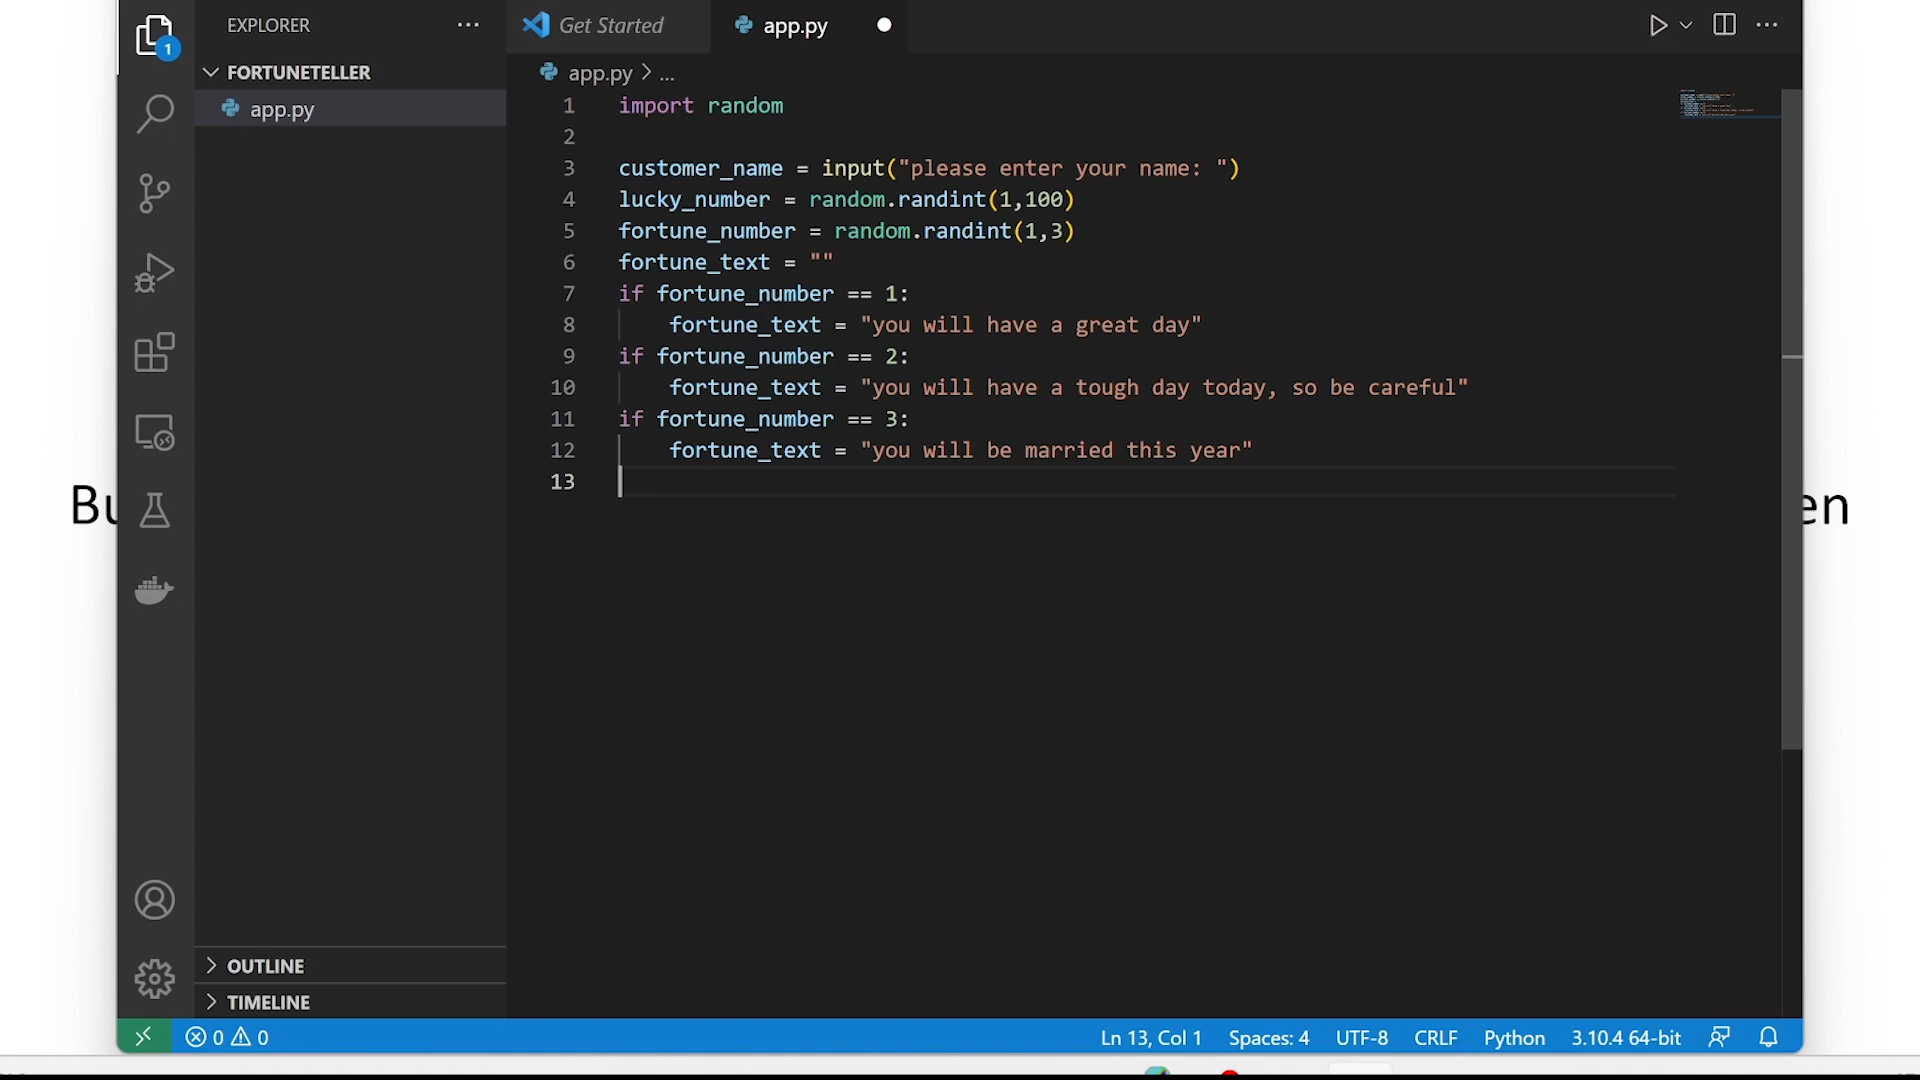 EXPLORER
Get Started
app.py
FORTUNETELLER
app.py > ...
app.py
1 import random
2
3 customer_name = input("please enter your name: ")
4 lucky_number = random.randint(1,100)
5 fortune_number = random.randint(1,3)
6 fortune_text = ""
7 if fortune_number == 1:
8 fortune_text = "you will have a great day"
9 if fortune_number == 2:
10 fortune_text = "you will have a tough day today, so be careful"
11 if fortune_number == 3:
12 fortune_text = "you will be married this year"
13
1
OUTLINE
TIMELINE
0 0
Ln 13, Col 1 Spaces: 4 UTF-8 CRLF Python 3.10.4 64-bit